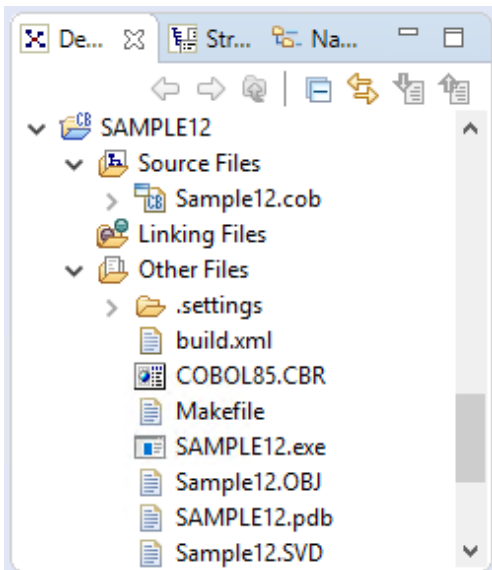 De... Str... Na...
SAMPLE12
Source Files
Sample12.cob
Linking Files
Other Files
.settings
build.xml
COBOL85.CBR
Makefile
SAMPLE12.exe
Sample12.OBJ
SAMPLE12.pdb
Sample12.SVD